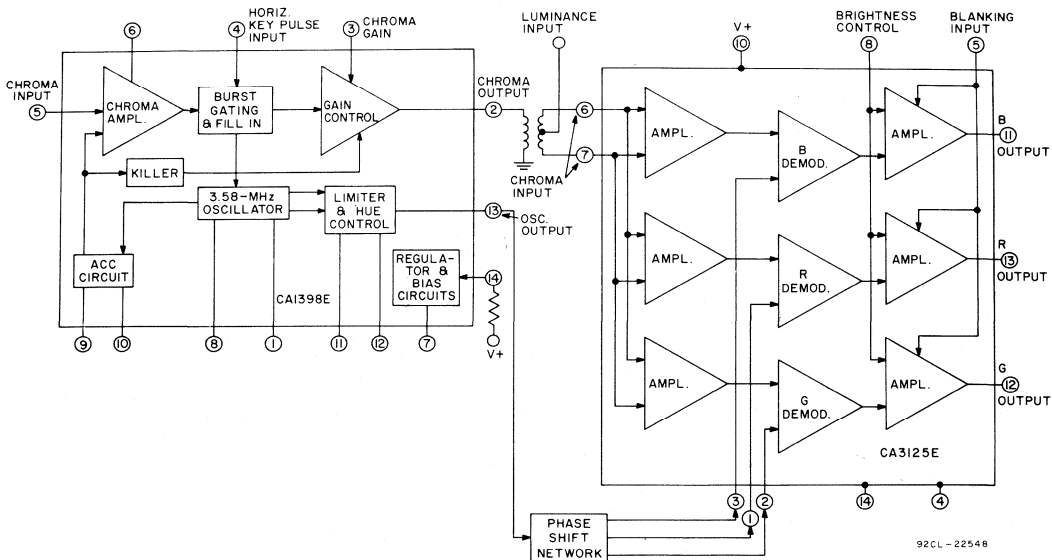 HORIZ.
KEY PULSE
INPUT
6
4
3 CHROMA
GAIN
CHROMA
INPUT
5
CHROMA
AMPL.
BURST
GATING
& FILL IN
GAIN
CONTROL
CHROMA
OUTPUT
2
KILLER
3.58-MHz
OSCILLATOR
LIMITER
& HUE
CONTROL
13
OSC.
OUTPUT
ACC
CIRCUIT
CA1398E
REGULA-
TOR &
BIAS
CIRCUITS
14
V+
9
10
8
1
11
12
7
LUMINANCE
INPUT
6
7
CHROMA
INPUT
V+
10
BRIGHTNESS
CONTROL
8
BLANKING
INPUT
5
AMPL.
B
DEMOD.
AMPL.
B
11
OUTPUT
AMPL.
R
DEMOD.
AMPL.
R
13
OUTPUT
AMPL.
G
DEMOD.
AMPL.
G
12
OUTPUT
CA3125E
3
1
2
14
4
PHASE
SHIFT
NETWORK
92CL-22548